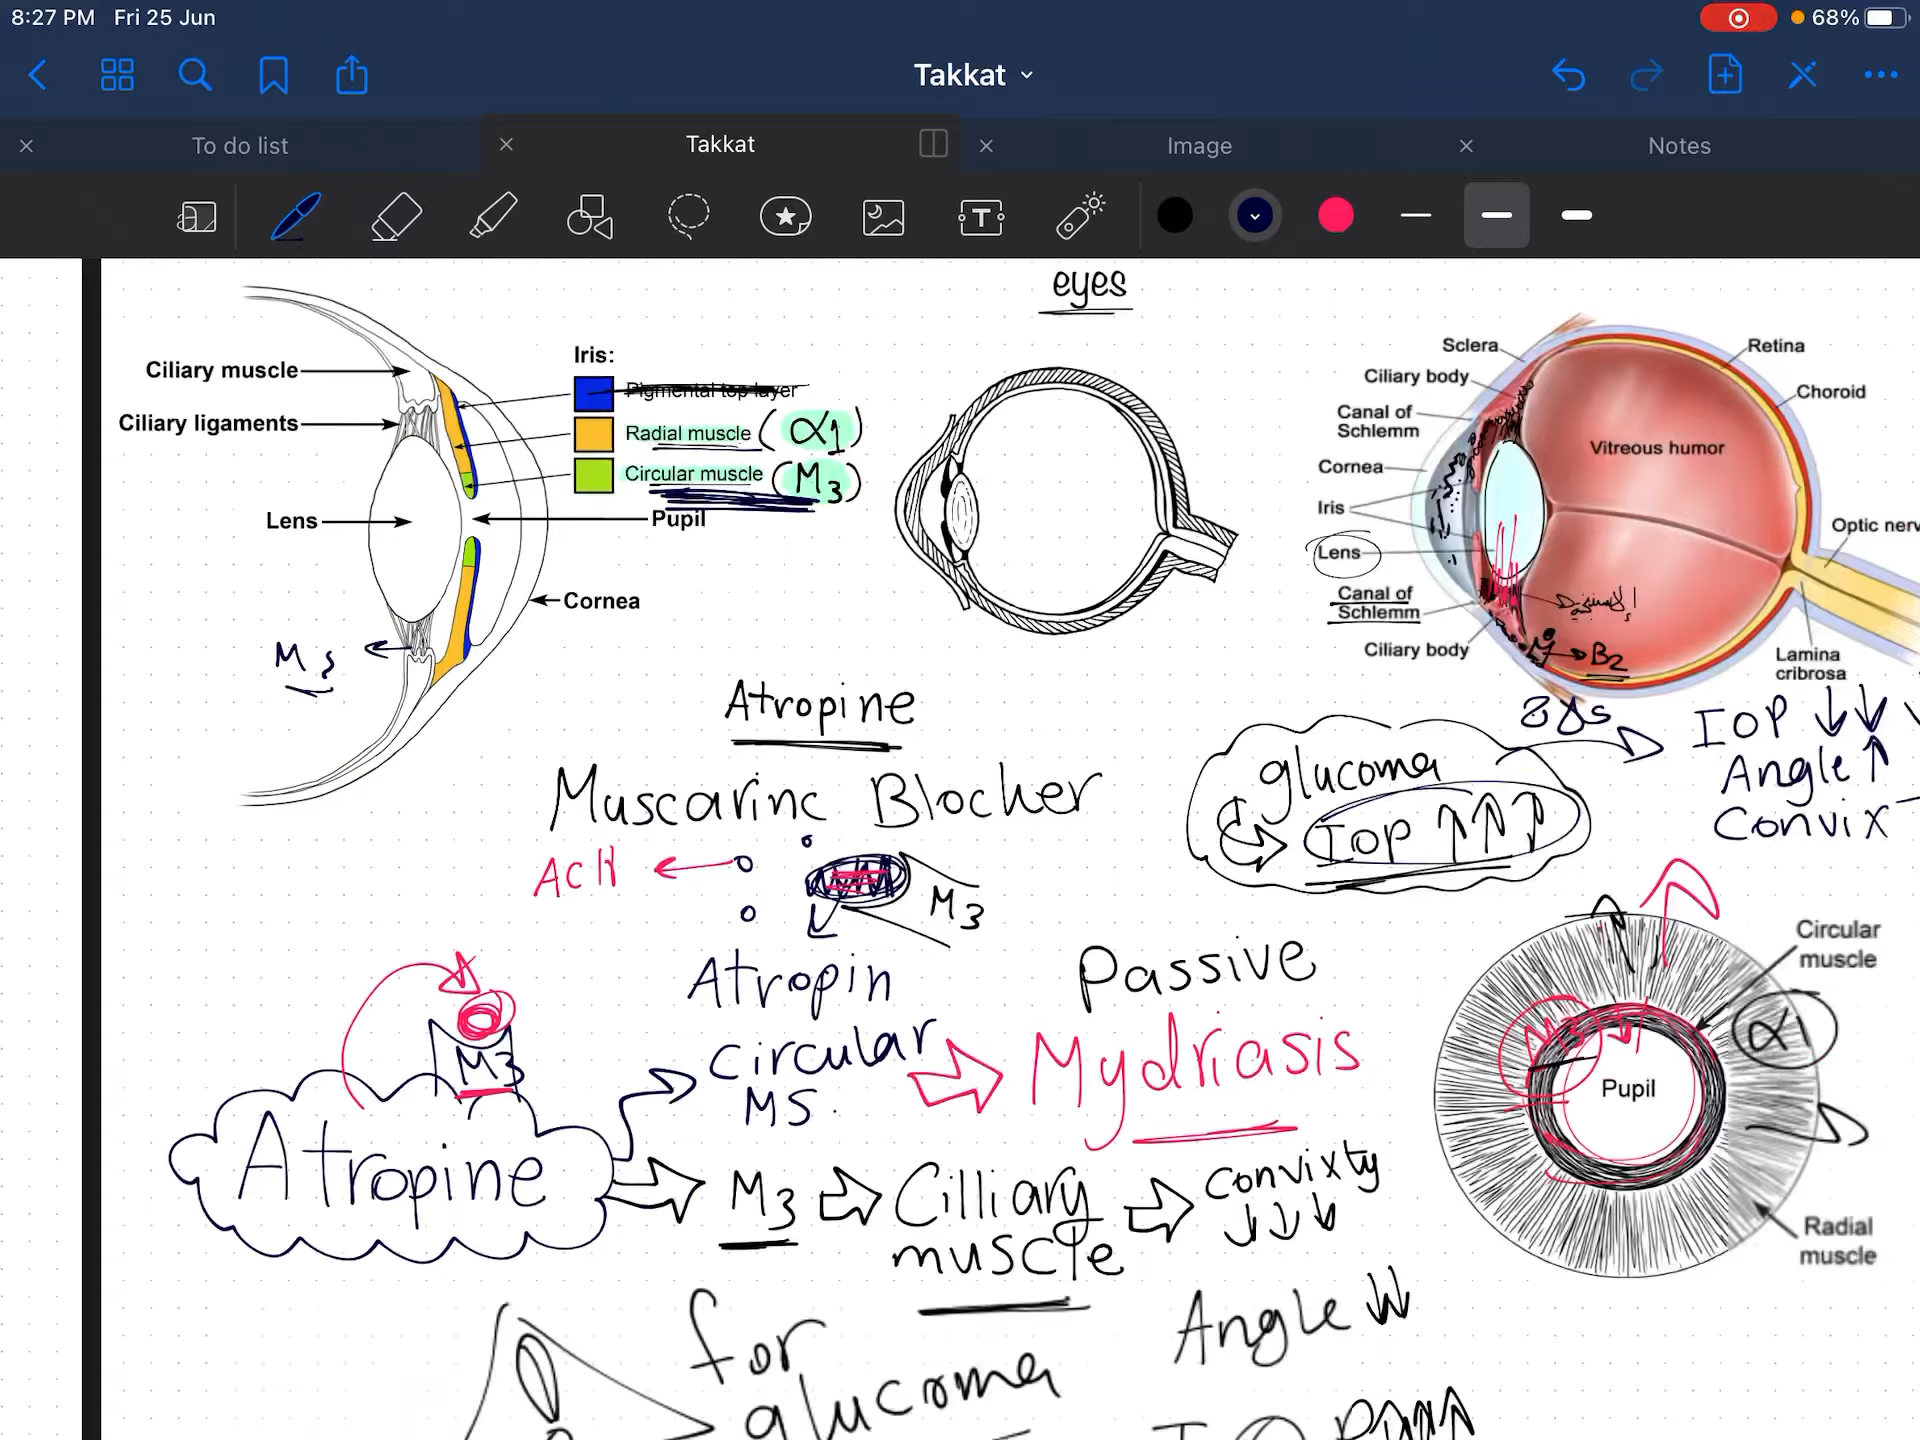 8:27 PM Fri 25 Jun
68%
Takkat
To do list
Takkat
Image
Notes
eyes
Ciliary muscle
Ciliary ligaments
Lens
Iris:
Pigmental top layer
Radial muscle (α1)
Circular muscle (M3)
Pupil
Cornea
Sclera
Ciliary body
Canal of
Schlemm
Cornea
Iris
Lens
Canal of
Schlemm
Ciliary body
Retina
Choroid
Vitreous humor
Optic nerv
Lamina
cribrosa
M → B2
Atropine
Muscarinc Blocker
ACH
M3
Atropin
glucoma
IOP ↑↑↑
IOP ↓↓
Angle ↑
Convix
Passive
M3
Circular
MS.
Mydriasis
Atropine
M3
Cilliary
muscle
Convixty
↓↓↓
Angle ↓↓
for
glucoma
Circular
muscle
α1
M3
Pupil
Radial
muscle